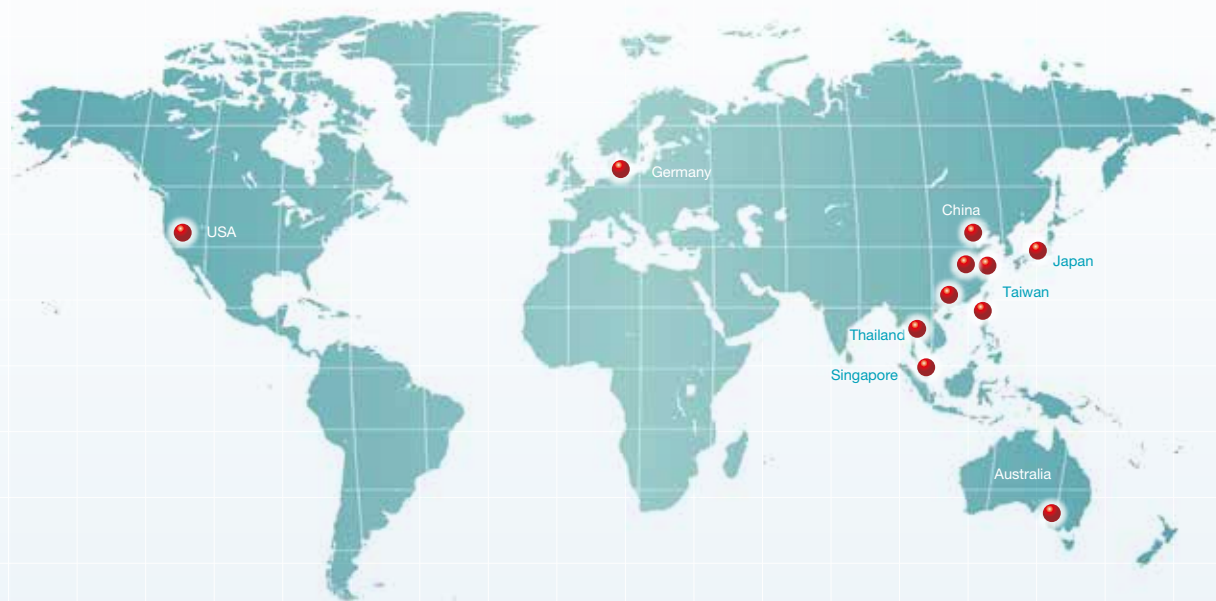 Germany
China
USA
Japan
Taiwan
Thailand
Singapore
Australia